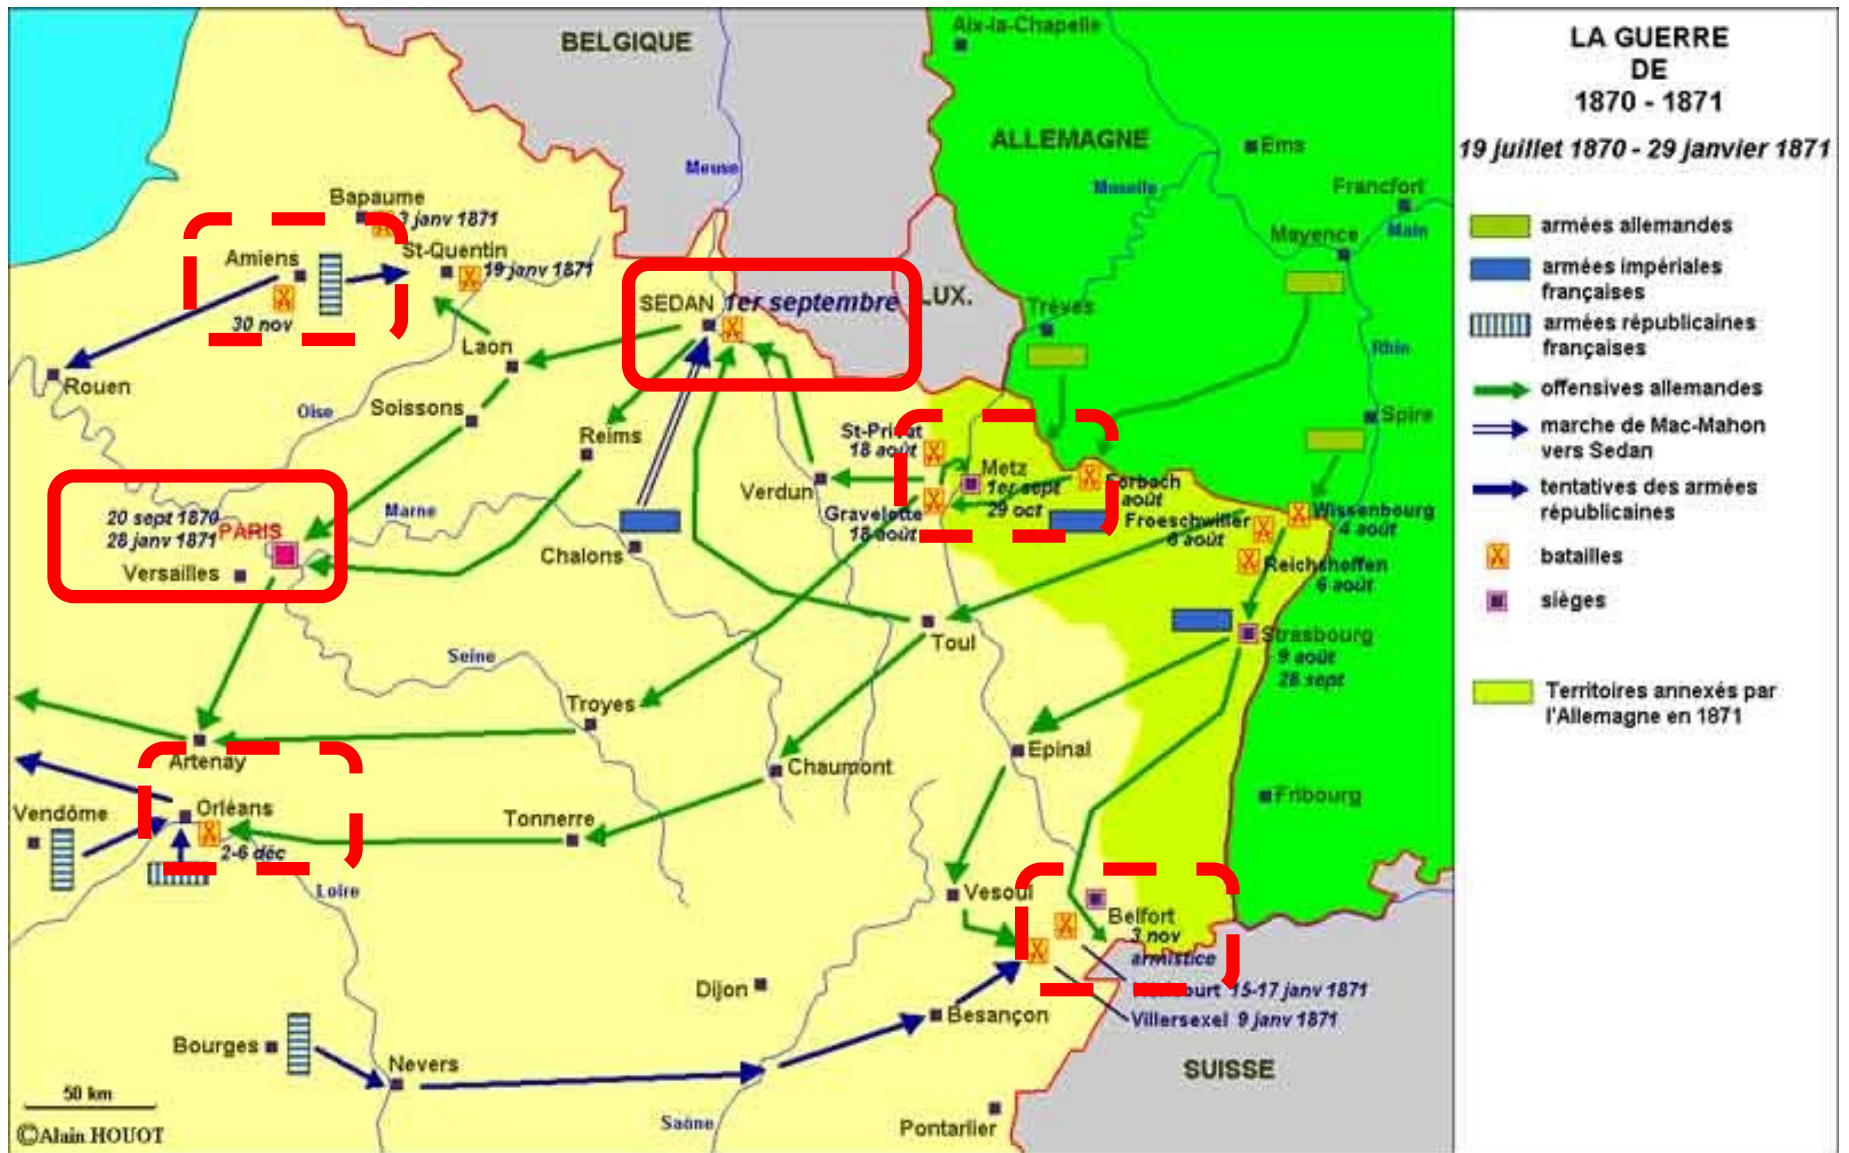 BELGIQUE
Aix-la-Chapelle
ALLEMAGNE
Ems
Meuse
Moselle
Francfort
Main
Mayence
Bapaume
3 janv 1871
Amiens
St-Quentin
19 janv 1871
30 nov
SEDAN
1er septembre
LUX.
Trèves
Rhin
Laon
Rouen
Oise
Soissons
Reims
Spire
St-Privat
18 août
Metz
1er sept
29 oct
Forbach
août
Verdun
Gravelotte
18 août
Froeschwiller
6 août
Wissenbourg
4 août
Reichshoffen
6 août
20 sept 1870
28 janv 1871
PARIS
Marne
Versailles
Chalons
Toul
Strasbourg
9 août
28 sept
Seine
Troyes
Epinal
Artenay
Chaumont
Fribourg
Vendôme
Orléans
2-6 déc
Tonnerre
Loire
Vesoul
Belfort
3 nov
armistice
15-17 janv 1871
Villersexel 9 janv 1871
Dijon
Besançon
Bourges
Nevers
SUISSE
Saône
Pontarlier
50 km
©Alain HOUOT
LA GUERRE
DE
1870 - 1871
19 juillet 1870 - 29 janvier 1871
armées allemandes
armées impériales
françaises
armées républicaines
françaises
offensives allemandes
marche de Mac-Mahon
vers Sedan
tentatives des armées
républicaines
batailles
sièges
Territoires annexés par
l'Allemagne en 1871